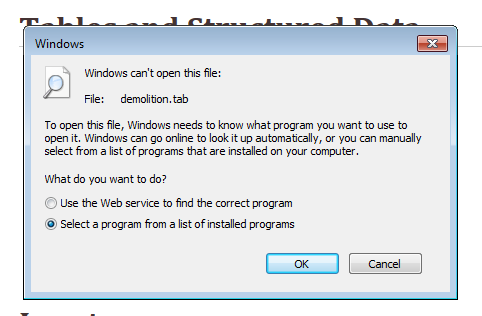 Tables and Structured Data
Windows
Windows can't open this file:
File: demolition.tab
To open this file, Windows needs to know what program you want to use to
open it. Windows can go online to look it up automatically, or you can manually
select from a list of programs that are installed on your computer.
What do you want to do?
Use the Web service to find the correct program
Select a program from a list of installed programs
OK Cancel